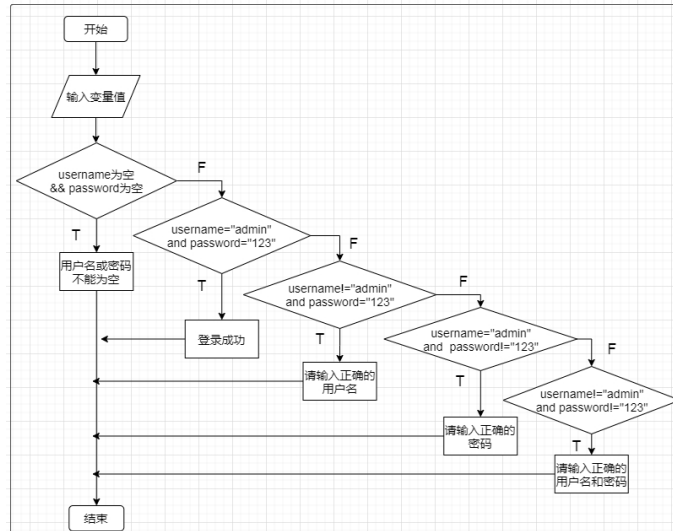 开始
输入变量值
username为空
&& password为空
F
T
用户名或密码
不能为空
username="admin"
and password="123"
F
T
登录成功
username!="admin"
and password="123"
F
T
请输入正确的
用户名
username="admin"
and password!="123"
F
T
请输入正确的
密码
username!="admin"
and password!="123"
T
请输入正确的
用户名和密码
结束